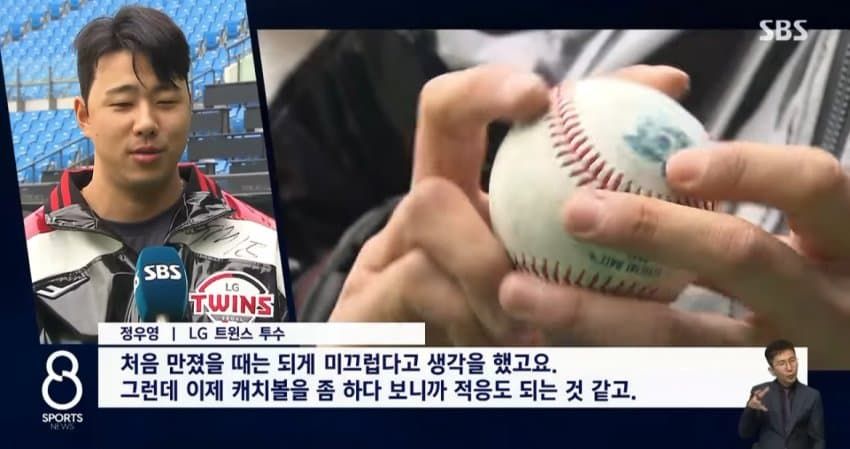 SBS
SBS
LG
TWINS
정우영 | LG 트윈스 투수
처음 만졌을 때는 되게 미끄럽다고 생각을 했고요.
그런데 이제 캐치볼을 좀 하다 보니까 적응도 되는 것 같고.
8
SPORTS
NEWS